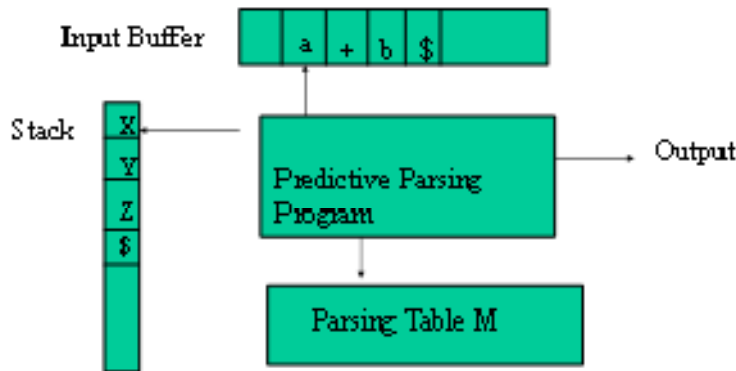 Input Buffer
a + b $
Stack
X
Y
Z
$
Predictive Parsing
Program
Output
Parsing Table M